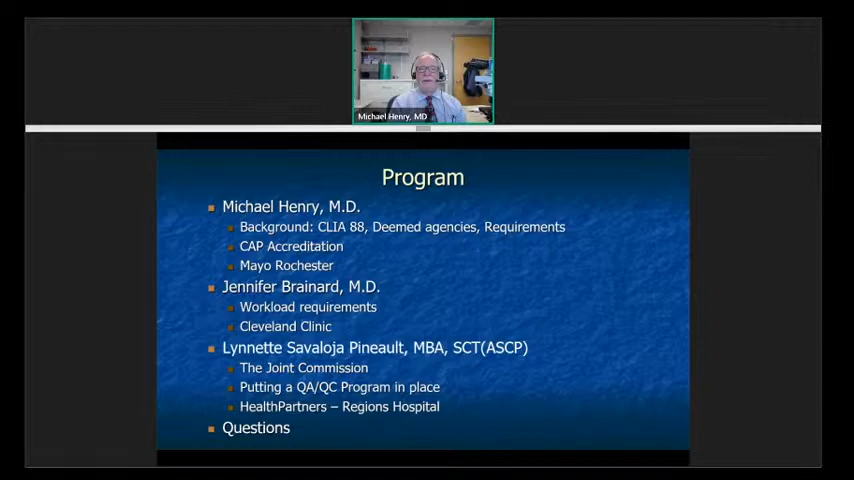 Michael Henry, MD
Program
Michael Henry, M.D.
Background: CLIA 88, Deemed agencies, Requirements
CAP Accreditation
Mayo Rochester
Jennifer Brainard, M.D.
Workload requirements
Cleveland Clinic
Lynnette Savaloja Pineault, MBA, SCT(ASCP)
The Joint Commission
Putting a QA/QC Program in place
HealthPartners – Regions Hospital
Questions